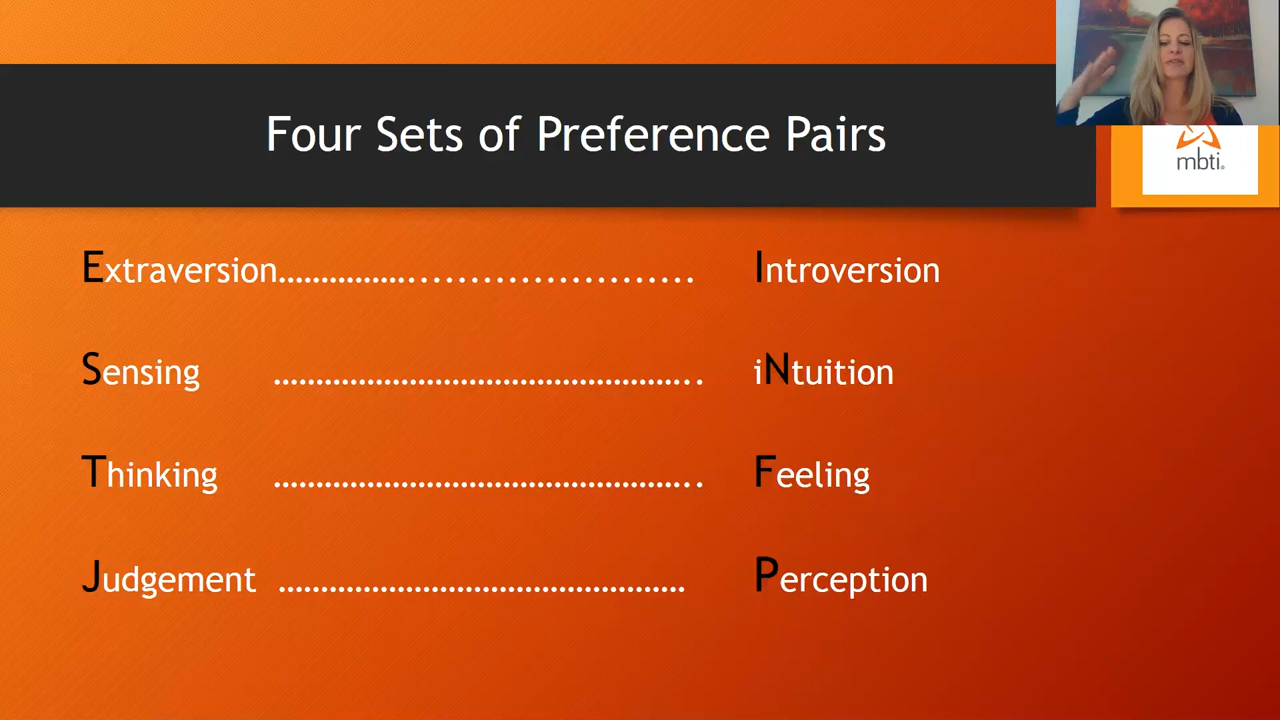 Four Sets of Preference Pairs
mbti®
Extraversion................................... Introversion
Sensing ........................................... iNtuition
Thinking ........................................... Feeling
Judgement ........................................ Perception